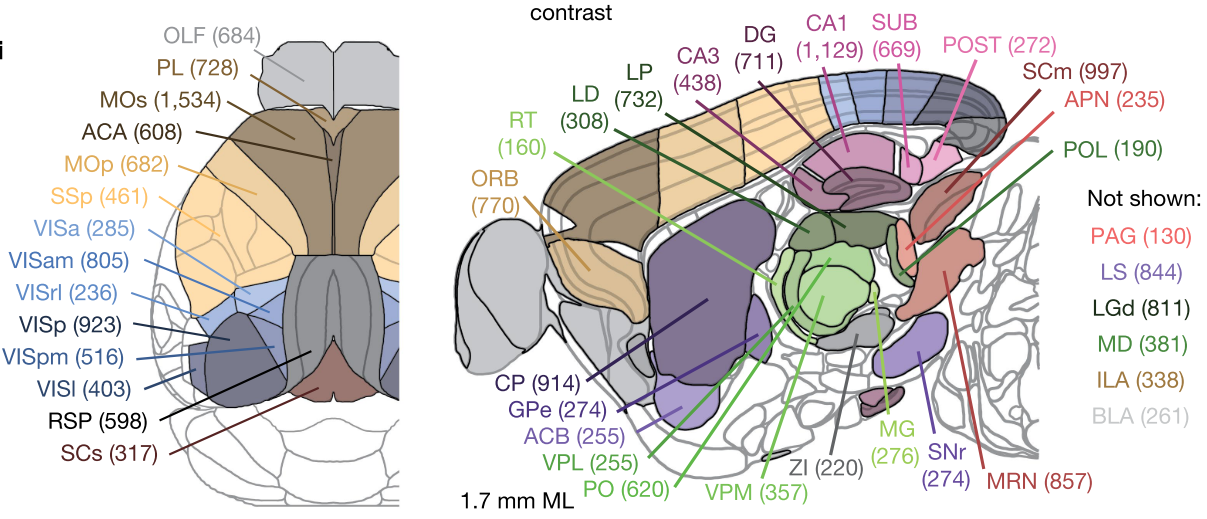 i
OLF (684)
PL (728)
MOs (1,534)
ACA (608)
MOp (682)
SSp (461)
VISa (285)
VISam (805)
VISrl (236)
VISp (923)
VISpm (516)
VISl (403)
RSP (598)
SCs (317)
contrast
ORB
(770)
RT
(160)
LD
(308)
LP
(732)
CA3
(438)
DG
(711)
CA1
(1,129)
SUB
(669)
POST (272)
SCm (997)
APN (235)
POL (190)
CP (914)
GPe (274)
ACB (255)
VPL (255)
PO (620)
VPM (357)
ZI (220)
MG
(276)
SNr
(274)
MRN (857)
1.7 mm ML
Not shown:
PAG (130)
LS (844)
LGd (811)
MD (381)
ILA (338)
BLA (261)